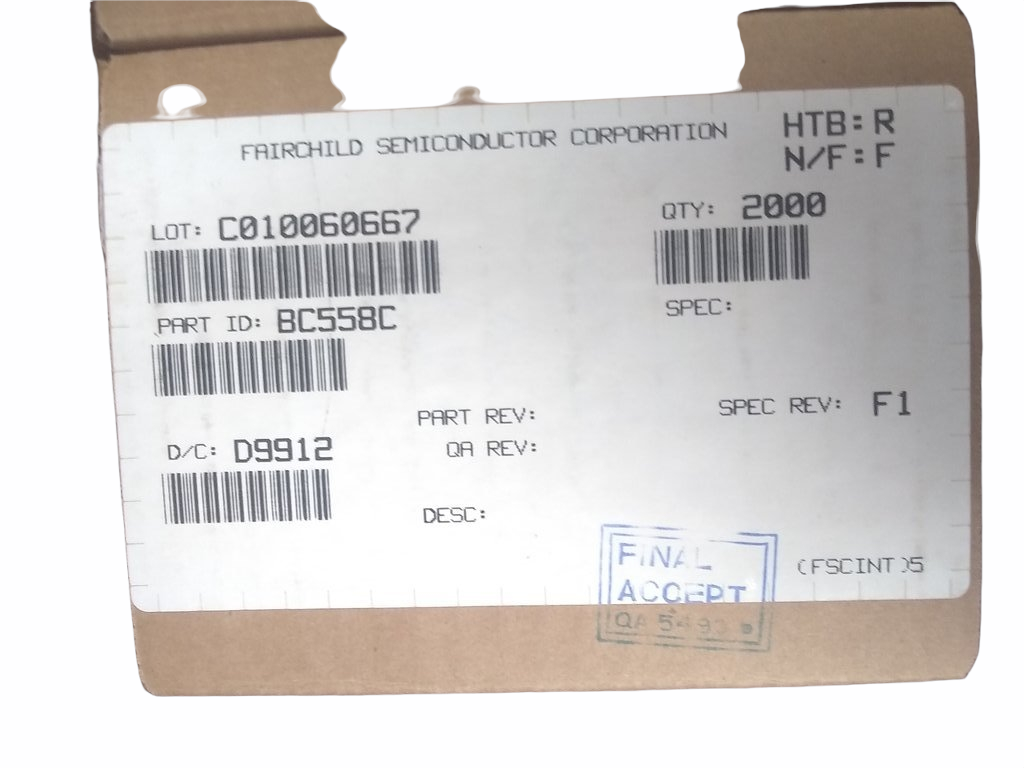 FAIRCHILD SEMICONDUCTOR CORPORATION
HTB: R
N/F: F
LOT: C010060667
QTY: 2000
PART ID: BC558C
SPEC:
PART REV:
SPEC REV: F1
D/C: D9912
QA REV:
DESC:
(FSCINT)5
FINAL
ACCEPT
QA